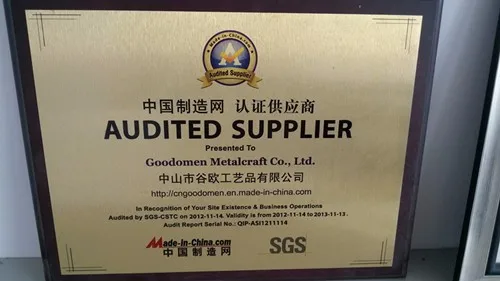 Made-in-China.com
Audited Supplier
中国制造网 认证供应商
AUDITED SUPPLIER
Presented To
Goodomen Metalcraft Co., Ltd.
中山市谷欧工艺品有限公司
http://cngoodomen.en.made-in-china.com
In Recognition of Your Site Existence & Business Operations
Audited by SGS-CSTC on 2012-11-14. Validity is from 2012-11-14 to 2013-11-13.
Audit Report Serial No.: QIP-ASI1211114
Made-in-China.com
中国制造网
SGS